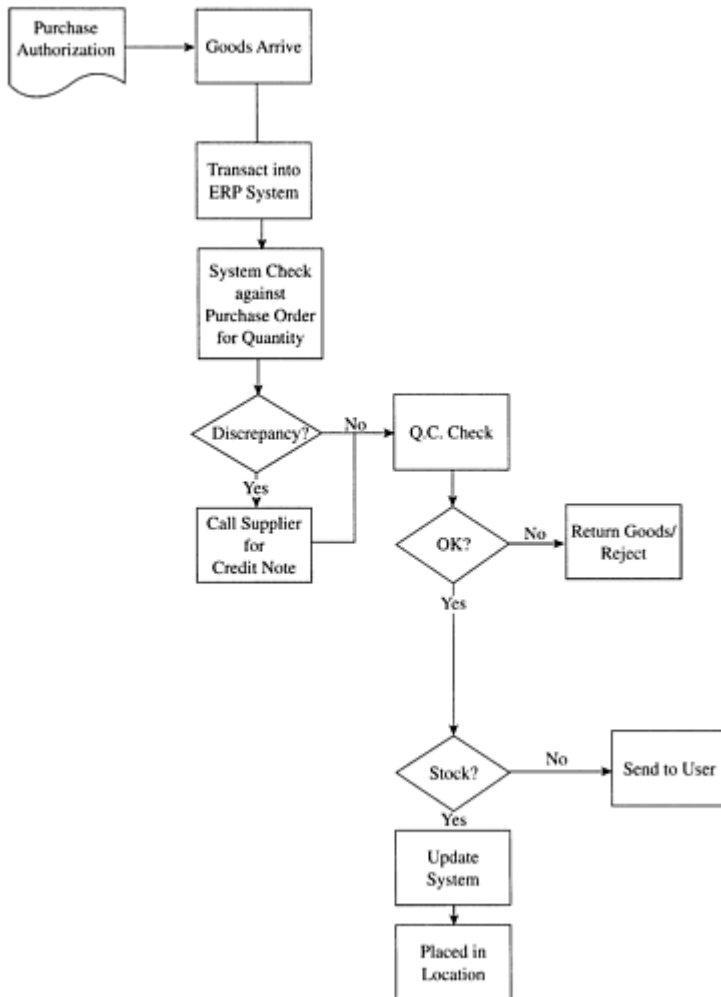 Purchase
Authorization
Goods Arrive
Transact into
ERP System
System Check
against
Purchase Order
for Quantity
Discrepancy?
No
Q.C. Check
Yes
Call Supplier
for
Credit Note
OK?
No
Return Goods/
Reject
Yes
Stock?
No
Send to User
Yes
Update
System
Placed in
Location